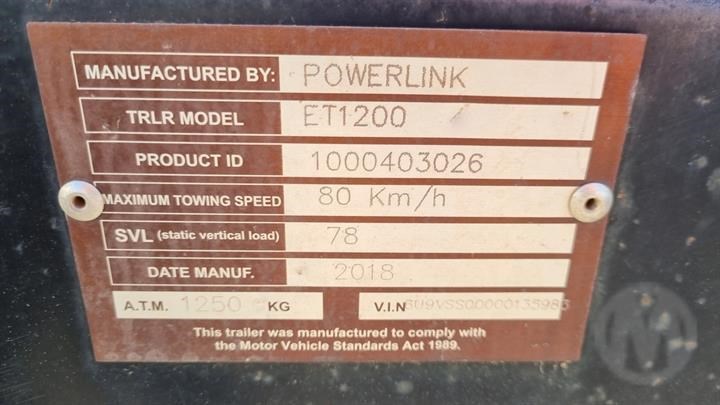 MANUFACTURED BY: POWERLINK
TRLR MODEL ET1200
PRODUCT ID 1000403026
MAXIMUM TOWING SPEED 80 Km/h
SVL (static vertical load) 78
DATE MANUF. 2018
A.T.M. 1250 KG V.I.N
This trailer was manufactured to comply with
the Motor Vehicle Standards Act 1989.
M